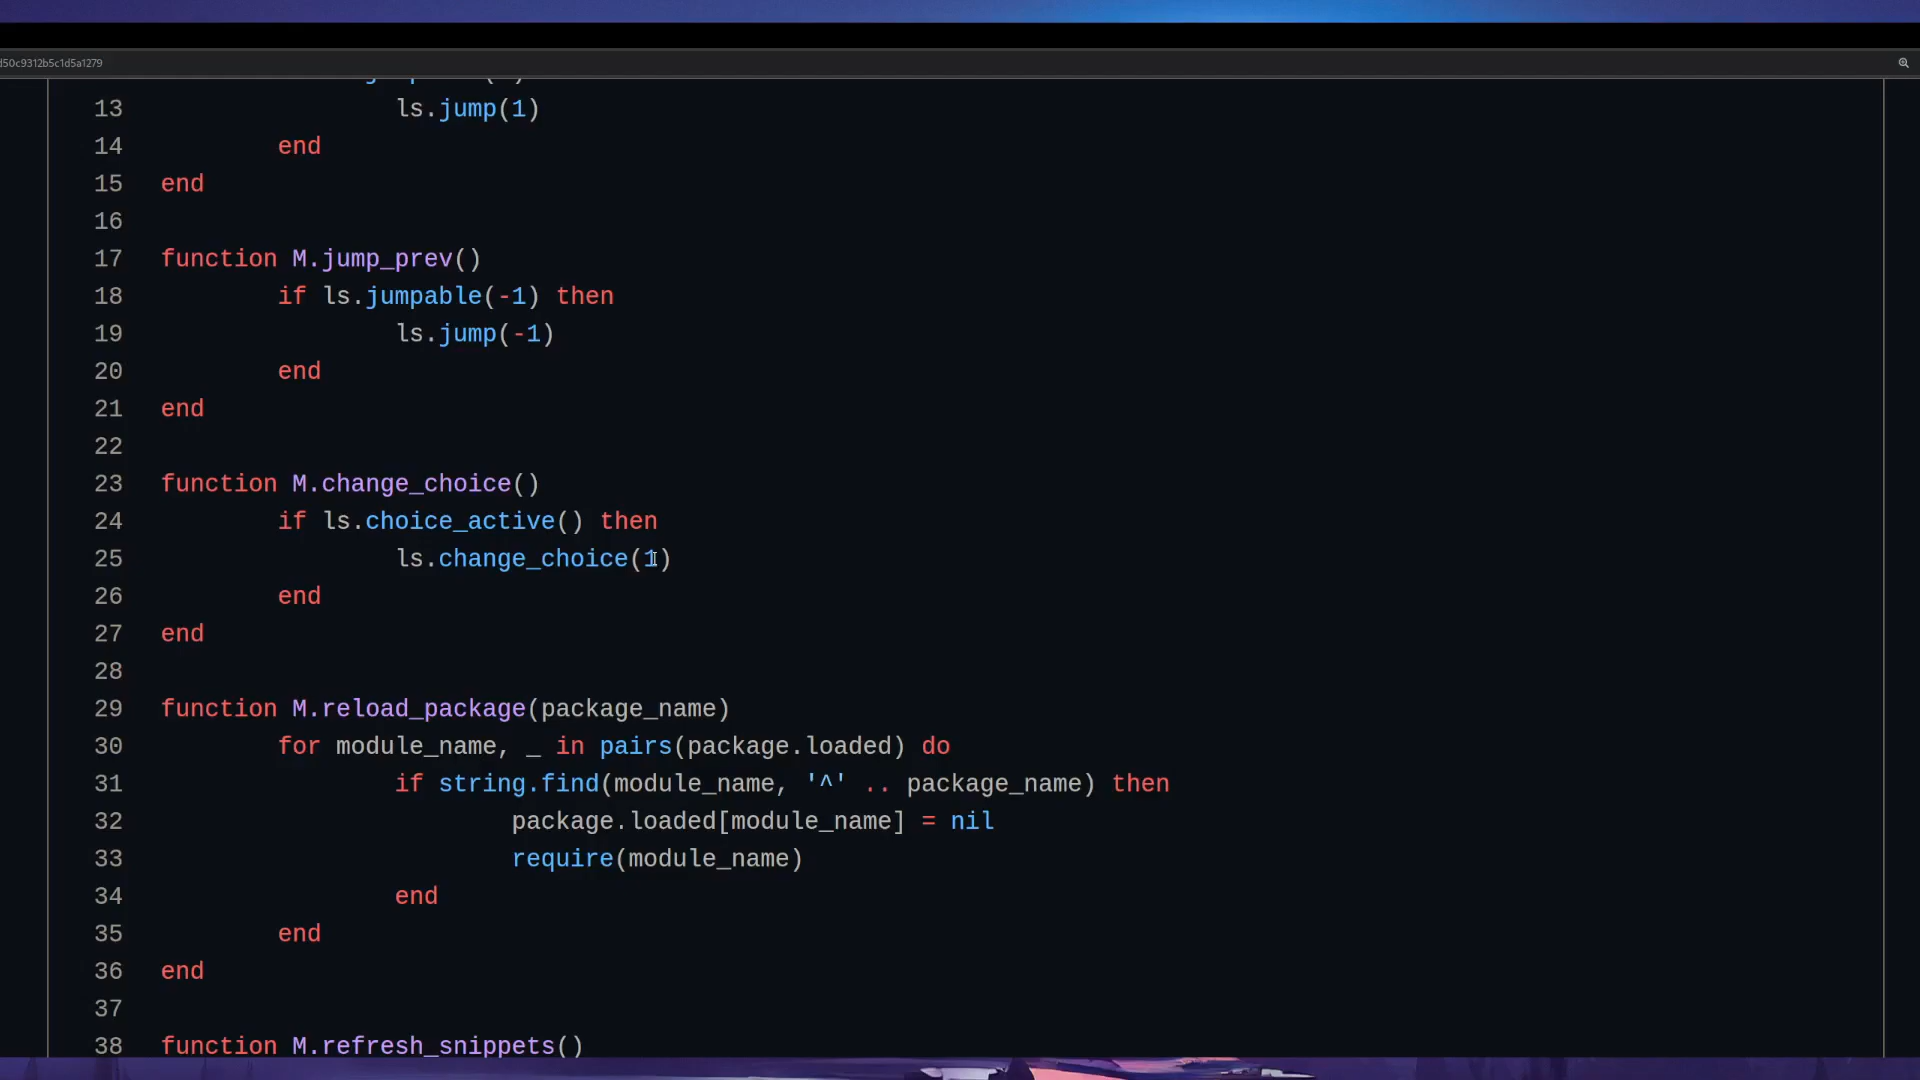 d50c9312b5c1d5a1279
13 ls.jump(1)
14 end
15 end
16
17 function M.jump_prev()
18 if ls.jumpable(-1) then
19 ls.jump(-1)
20 end
21 end
22
23 function M.change_choice()
24 if ls.choice_active() then
25 ls.change_choice(1)
26 end
27 end
28
29 function M.reload_package(package_name)
30 for module_name, _ in pairs(package.loaded) do
31 if string.find(module_name, '^' .. package_name) then
32 package.loaded[module_name] = nil
33 require(module_name)
34 end
35 end
36 end
37
38 function M.refresh_snippets()